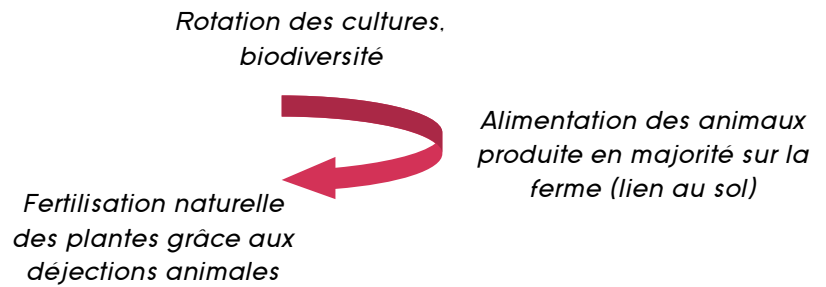 Rotation des cultures,
biodiversité
Alimentation des animaux
produite en majorité sur la
ferme (lien au sol)
Fertilisation naturelle
des plantes grâce aux
déjections animales